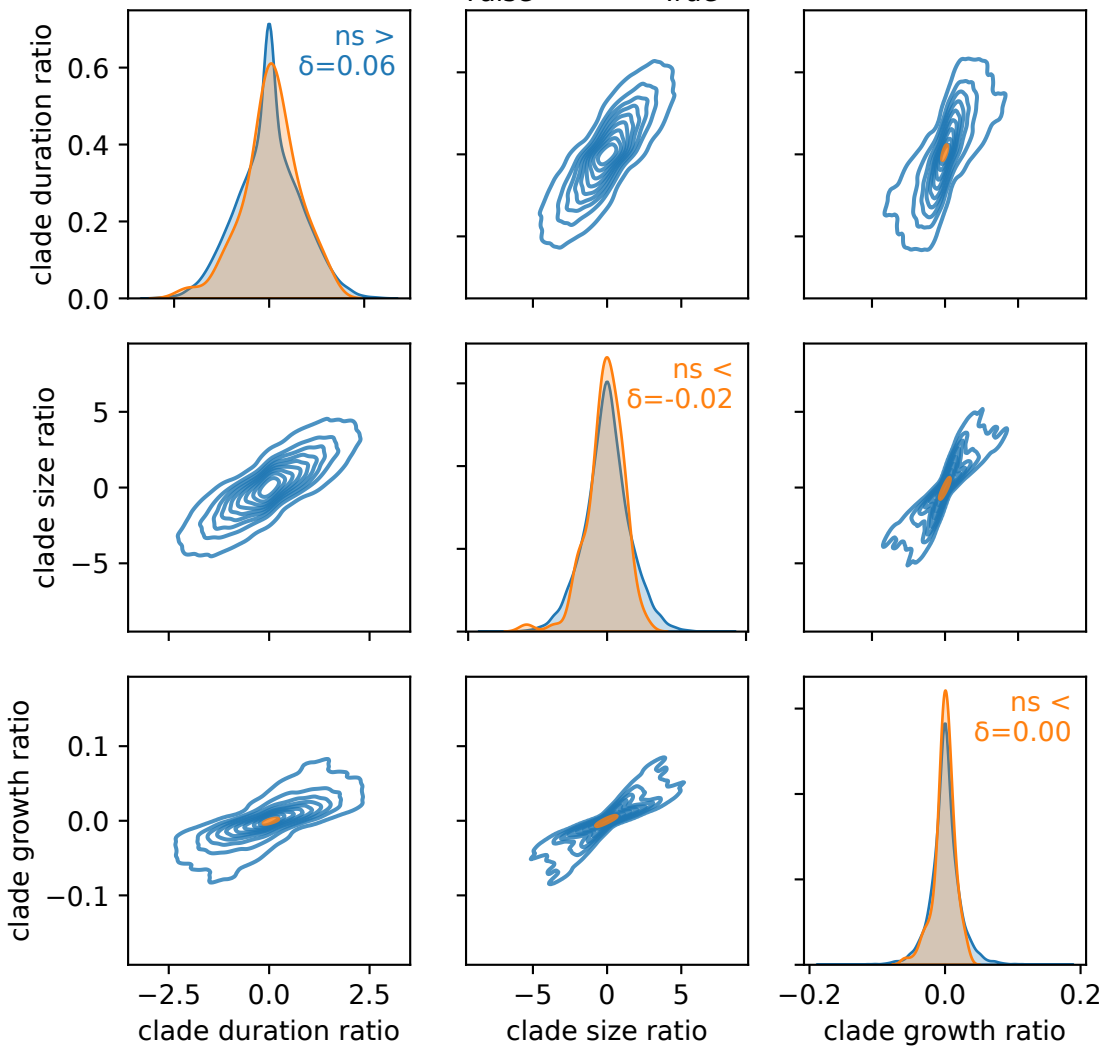 clade duration ratio
0.6
0.4
0.2
0.0
ns >
δ=0.06
clade size ratio
5
0
−5
ns <
δ=-0.02
clade growth ratio
0.1
0.0
−0.1
ns <
δ=0.00
−2.5 0.0 2.5
clade duration ratio
−5 0 5
clade size ratio
−0.2 0.0 0.2
clade growth ratio